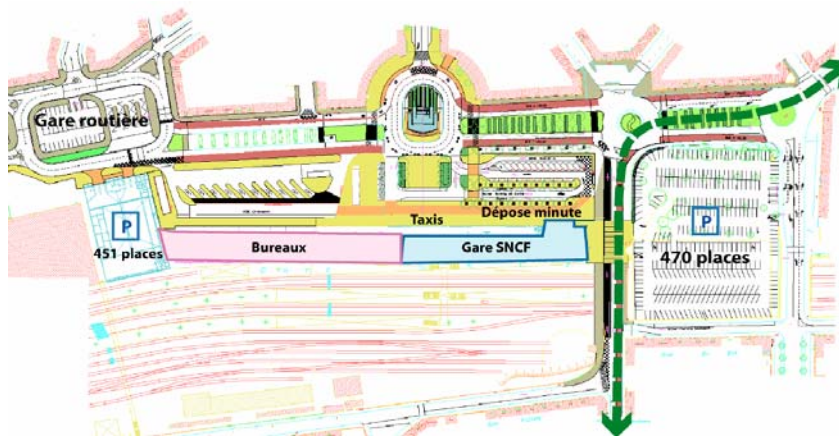 Gare routière
Dépose minute
Taxis
P
P
Bureaux
Gare SNCF
451 places
470 places